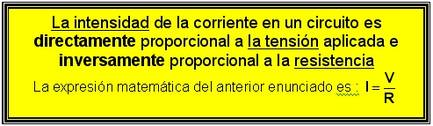 La intensidad de la corriente en un circuito es
directamente proporcional a la tensión aplicada e
inversamente proporcional a la resistencia
La expresión matemática del anterior enunciado es : I = V/R